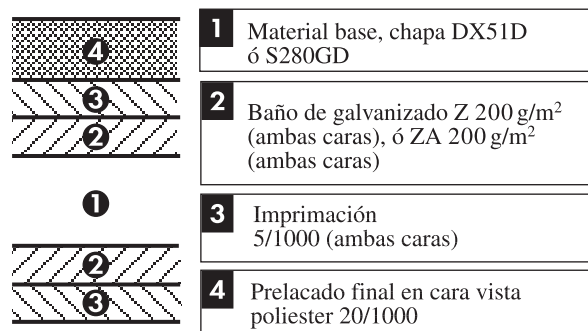 4
3
2
1
2
3
1 Material base, chapa DX51D
ó S280GD
2 Baño de galvanizado Z 200 g/m²
(ambas caras), ó ZA 200 g/m²
(ambas caras)
3 Imprimación
5/1000 (ambas caras)
4 Prelacado final en cara vista
poliester 20/1000